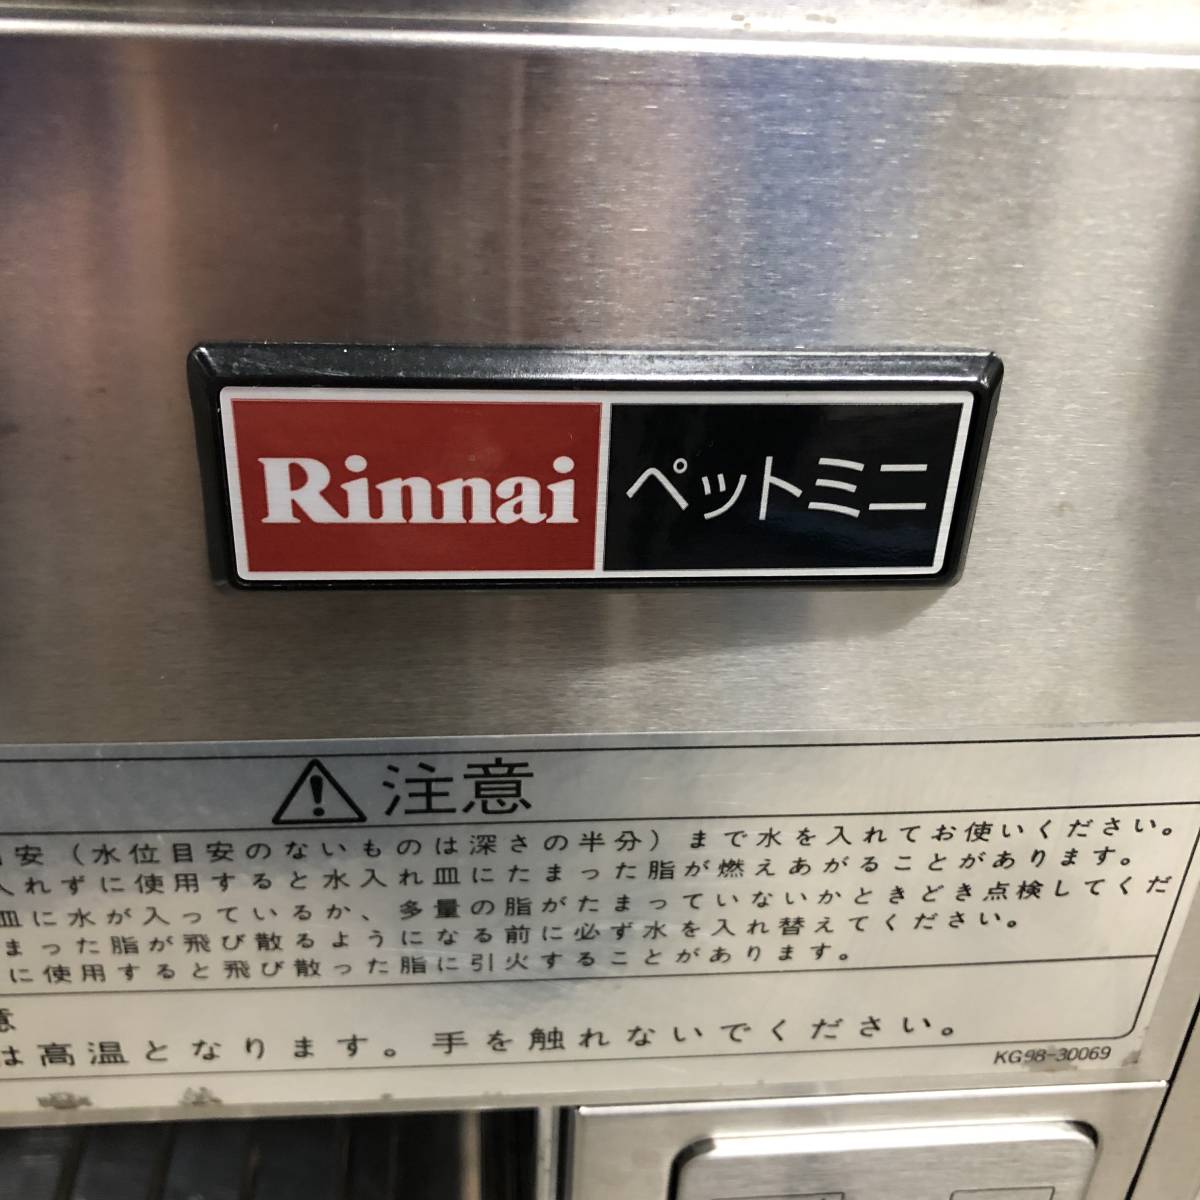 Rinnai ペットミニ
注意
安（水位目安のないものは深さの半分）まで水を入れてお使いください。
入れずに使用すると水入れ皿にたまった脂が燃えあがることがあります。
皿に水が入っているか、多量の脂がたまっていないかときどき点検してくだ
まった脂が飛び散るようになる前に必ず水を入れ替えてください。
に使用すると飛び散った脂に引火することがあります。
意
は高温となります。手を触れないでください。
KG98-30069